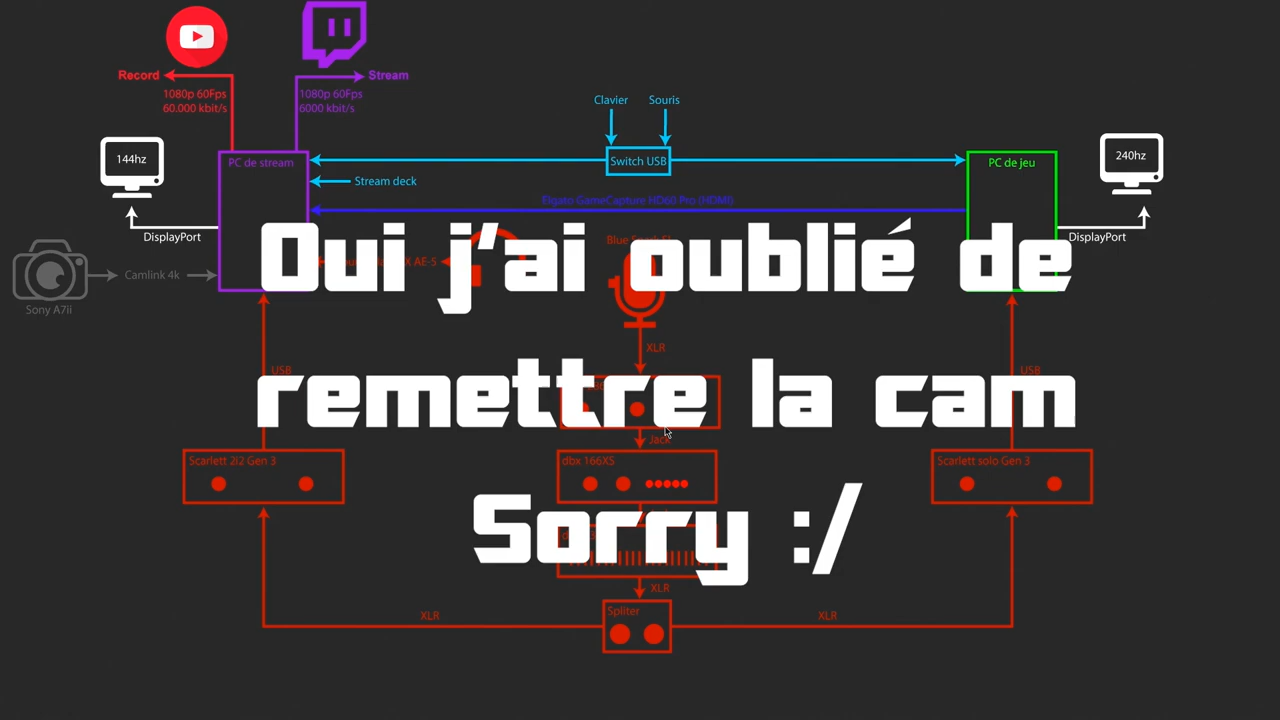 Record
Stream
1080p 60Fps
60.000 kbit/s
1080p 60Fps
6000 kbit/s
Clavier
Souris
144hz
PC de stream
Switch USB
PC de jeu
240hz
Stream deck
Elgato GameCapture HD60 Pro (HDMI)
DisplayPort
DisplayPort
Oui j'ai oublié de
X AE-5
Camlink 4k
Sony A7ii
XLR
USB
USB
remettre la cam
Jack
Scarlett 2i2 Gen 3
dbx 166XS
Scarlett solo Gen 3
Sorry :/
XLR
Spliter
XLR
XLR